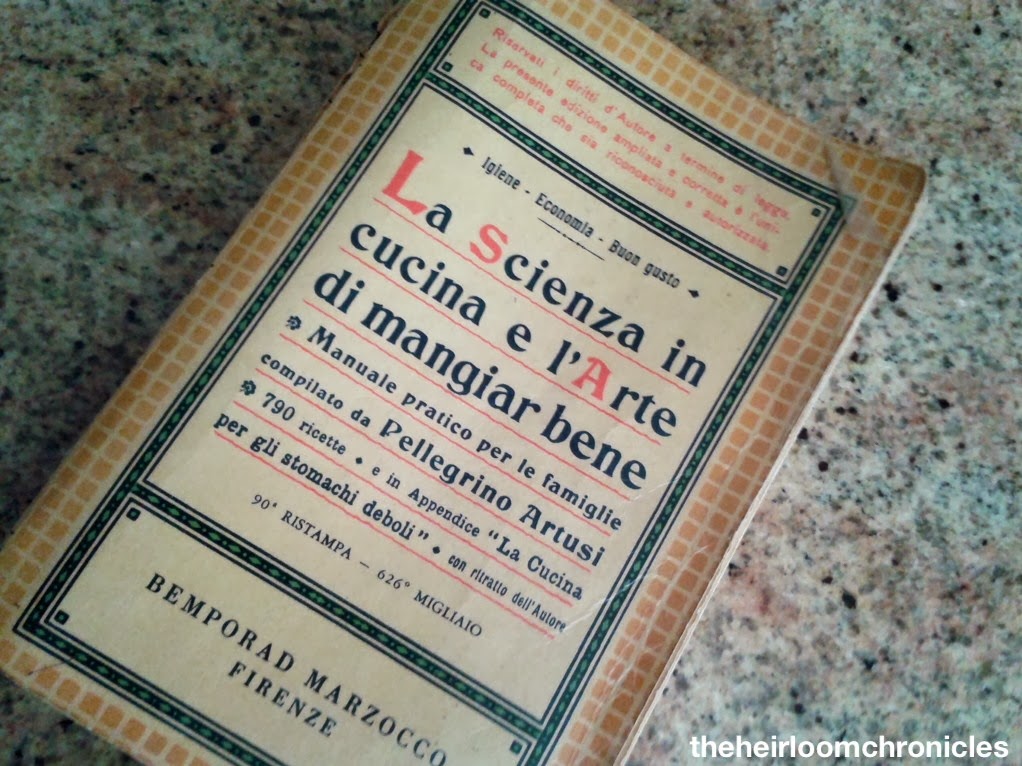 Riservati i diritti d'Autore a termine di legge.
La presente edizione ampliata e corretta è l'uni-
ca completa che sia riconosciuta e autorizzata.
Igiene - Economia - Buon gusto
La Scienza in
cucina e l'Arte
di mangiar bene
Manuale pratico per le famiglie
compilato da Pellegrino Artusi
790 ricette • e in Appendice "La Cucina
per gli stomachi deboli" • con ritratto dell'Autore
90ª RISTAMPA — 626° MIGLIAIO
BEMPORAD MARZOCCO
FIRENZE
theheirloomchronicles